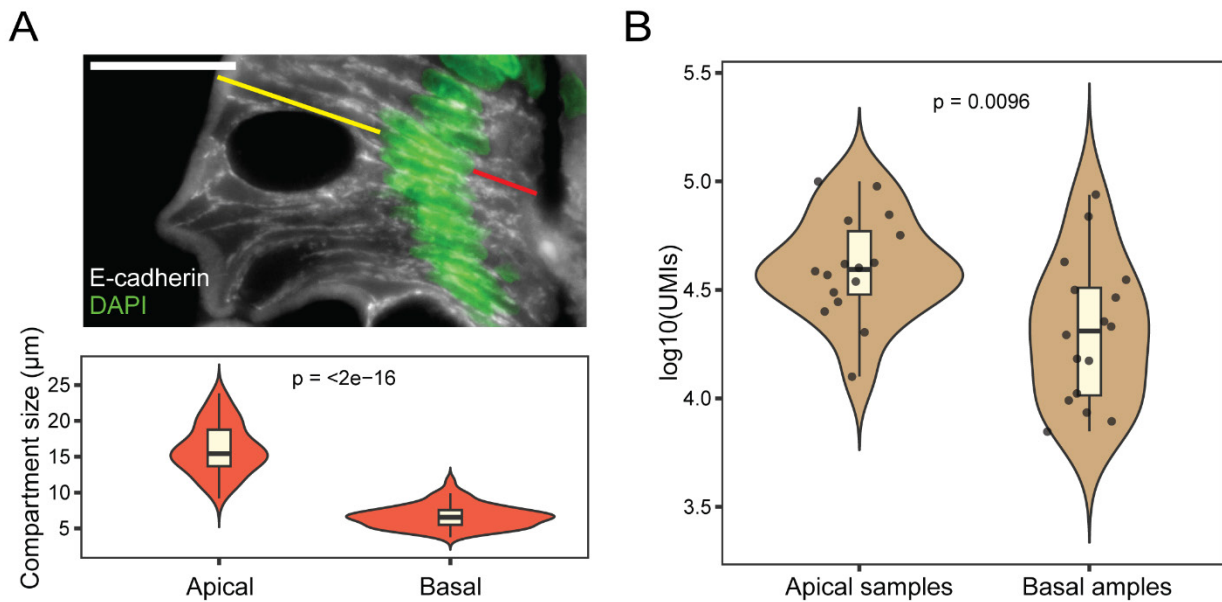 A
E-cadherin
DAPI
Compartment size (μm)
25
20
15
10
5
p = <2e−16
Apical
Basal
B
log10(UMIs)
5.5
5.0
4.5
4.0
3.5
p = 0.0096
Apical samples
Basal amples